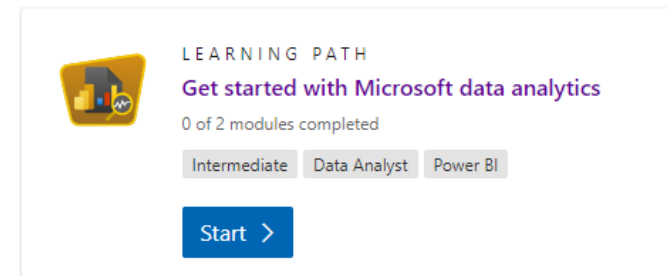 LEARNING PATH
Get started with Microsoft data analytics
0 of 2 modules completed
Intermediate Data Analyst Power BI
Start